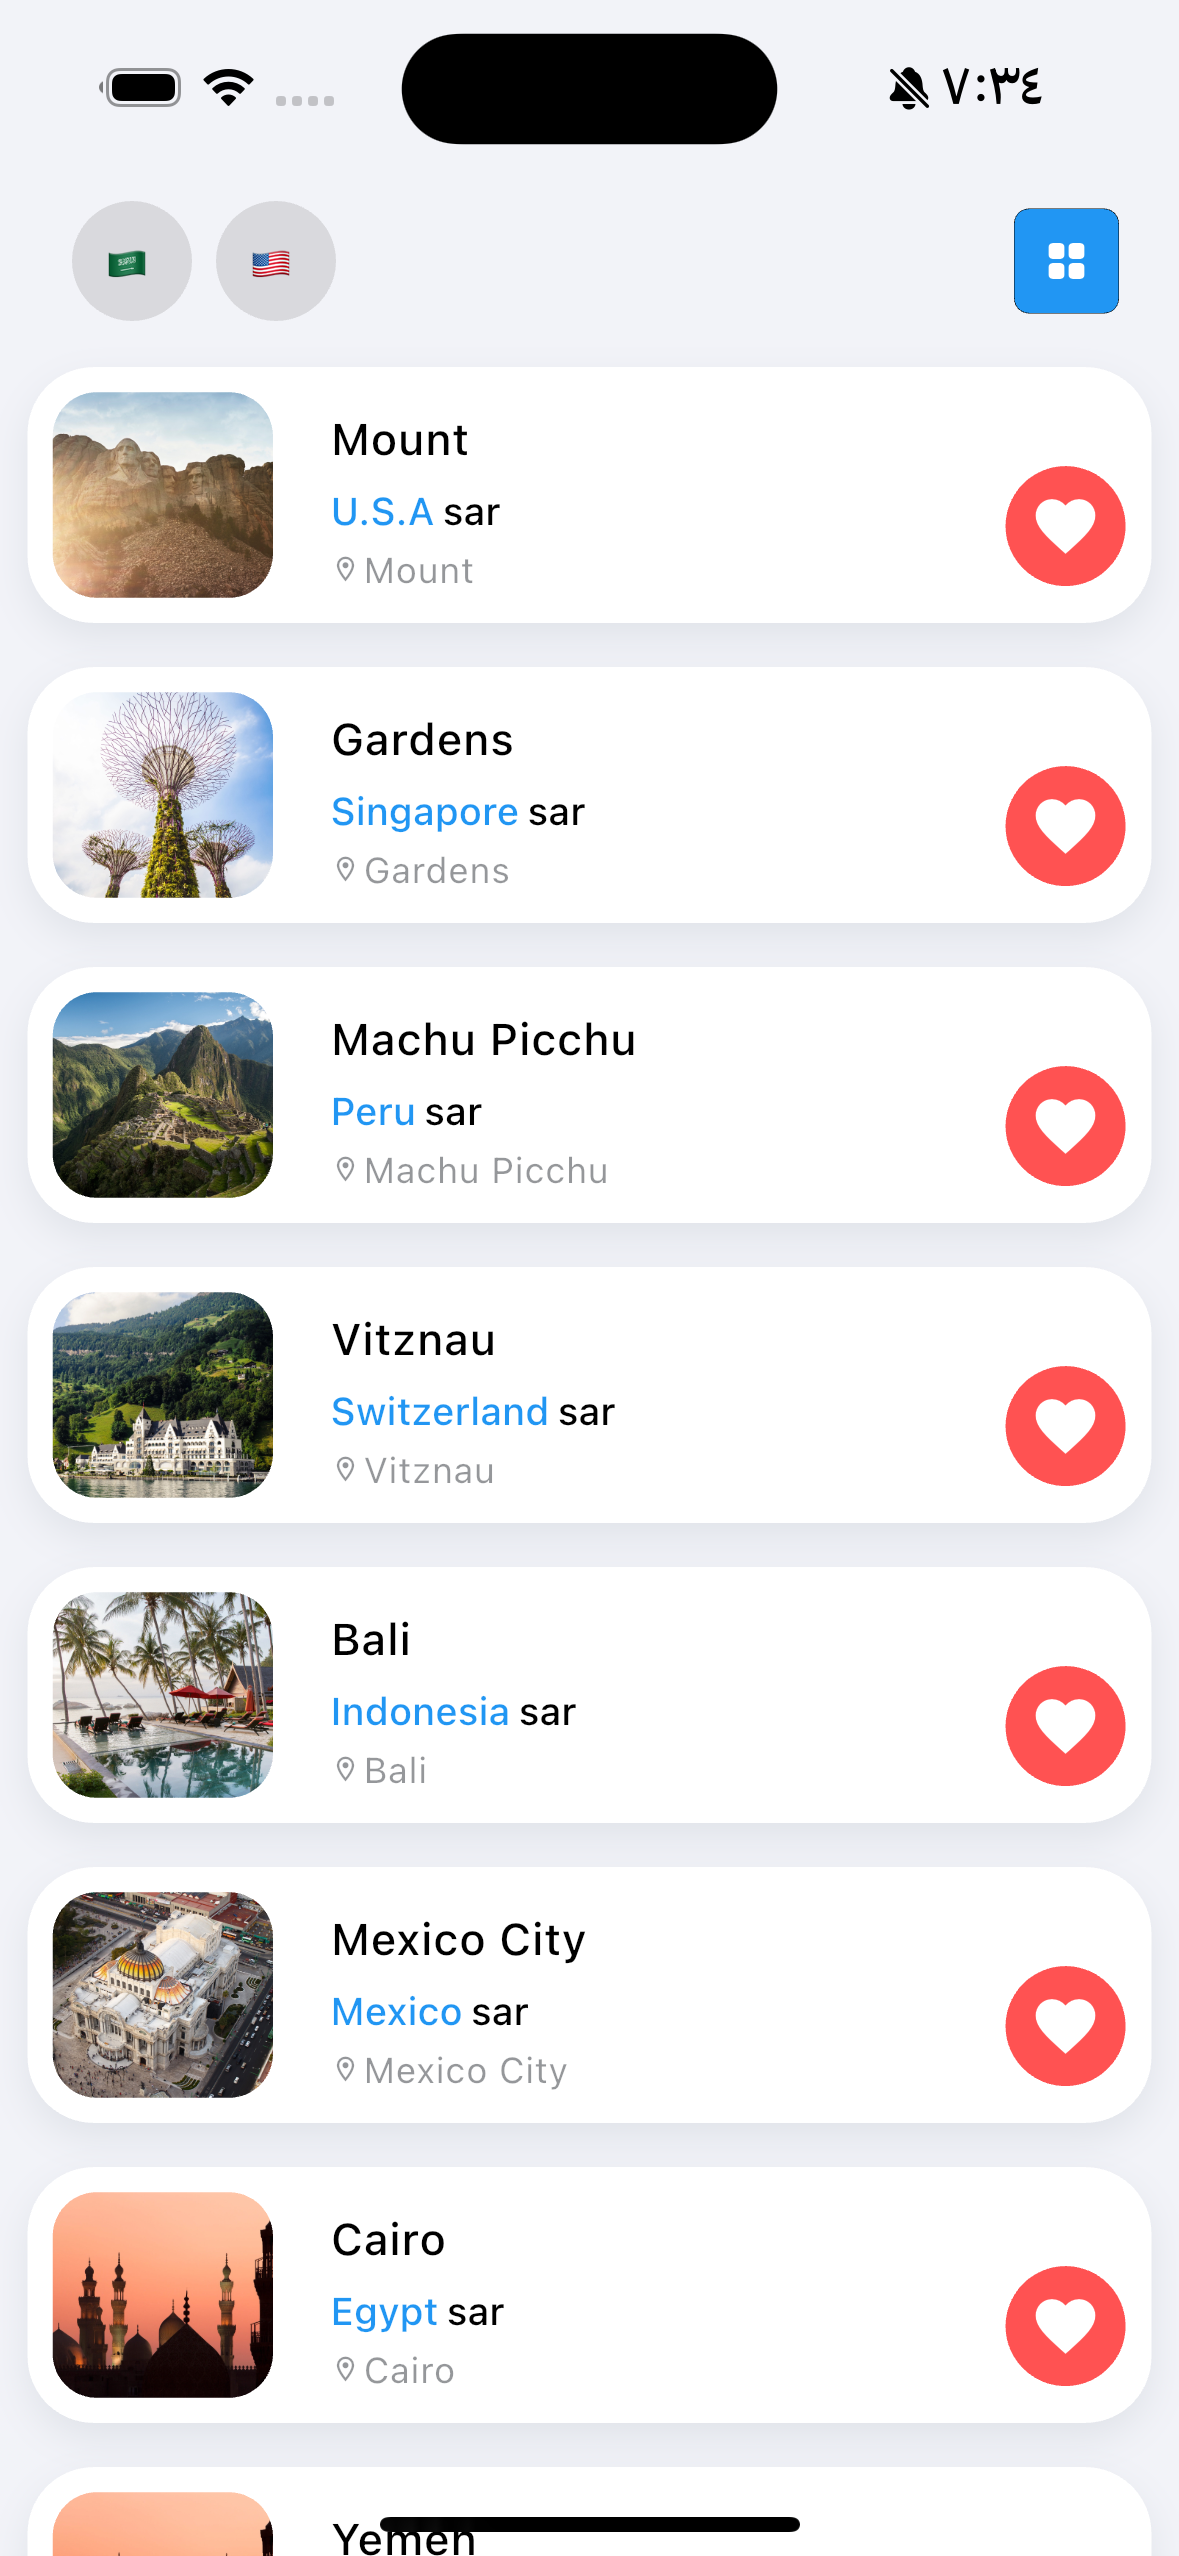 ٧:٣٤
Mount
U.S.A sar
Mount
Gardens
Singapore sar
Gardens
Machu Picchu
Peru sar
Machu Picchu
Vitznau
Switzerland sar
Vitznau
Bali
Indonesia sar
Bali
Mexico City
Mexico sar
Mexico City
Cairo
Egypt sar
Cairo
Yemen